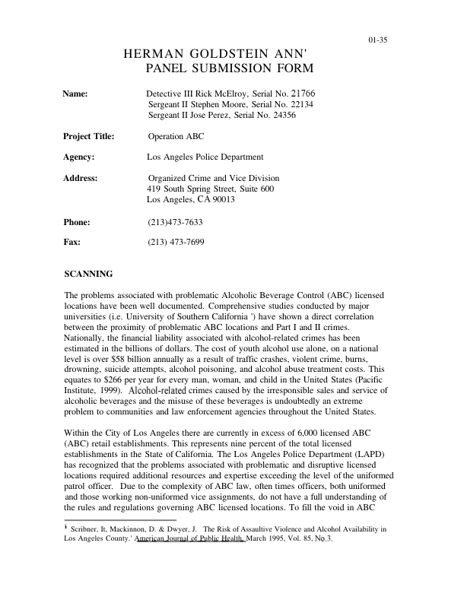 01-35
HERMAN GOLDSTEIN ANN'
PANEL SUBMISSION FORM
Name: Detective III Rick McElroy, Serial No. 21766
Sergeant II Stephen Moore, Serial No. 22134
Sergeant II Jose Perez, Serial No. 24356
Project Title: Operation ABC
Agency: Los Angeles Police Department
Address: Organized Crime and Vice Division
419 South Spring Street, Suite 600
Los Angeles, CA 90013
Phone: (213)473-7633
Fax: (213) 473-7699
SCANNING
The problems associated with problematic Alcoholic Beverage Control (ABC) licensed
locations have been well documented. Comprehensive studies conducted by major
universities (i.e. University of Southern California ') have shown a direct correlation
between the proximity of problematic ABC locations and Part I and II crimes.
Nationally, the financial liability associated with alcohol-related crimes has been
estimated in the billions of dollars. The cost of youth alcohol use alone, on a national
level is over $58 billion annually as a result of traffic crashes, violent crime, burns,
drowning, suicide attempts, alcohol poisoning, and alcohol abuse treatment costs. This
equates to $266 per year for every man, woman, and child in the United States (Pacific
Institute, 1999). Alcohol-related crimes caused by the irresponsible sales and service of
alcoholic beverages and the misuse of these beverages is undoubtedly an extreme
problem to communities and law enforcement agencies throughout the United States.
Within the City of Los Angeles there are currently in excess of 6,000 licensed ABC
(ABC) retail establishments. This represents nine percent of the total licensed
establishments in the State of California. The Los Angeles Police Department (LAPD)
has recognized that the problems associated with problematic and disruptive licensed
locations required additional resources and expertise exceeding the level of the uniformed
patrol officer. Due to the complexity of ABC law, often times officers, both uniformed
and those working non-uniformed vice assignments, do not have a full understanding of
the rules and regulations governing ABC licensed locations. To fill the void in ABC
1 Scribner, It, Mackinnon, D. & Dwyer, J. The Risk of Assaultive Violence and Alcohol Availability in
Los Angeles County.' American Journal of Public Health, March 1995, Vol. 85, No.3.